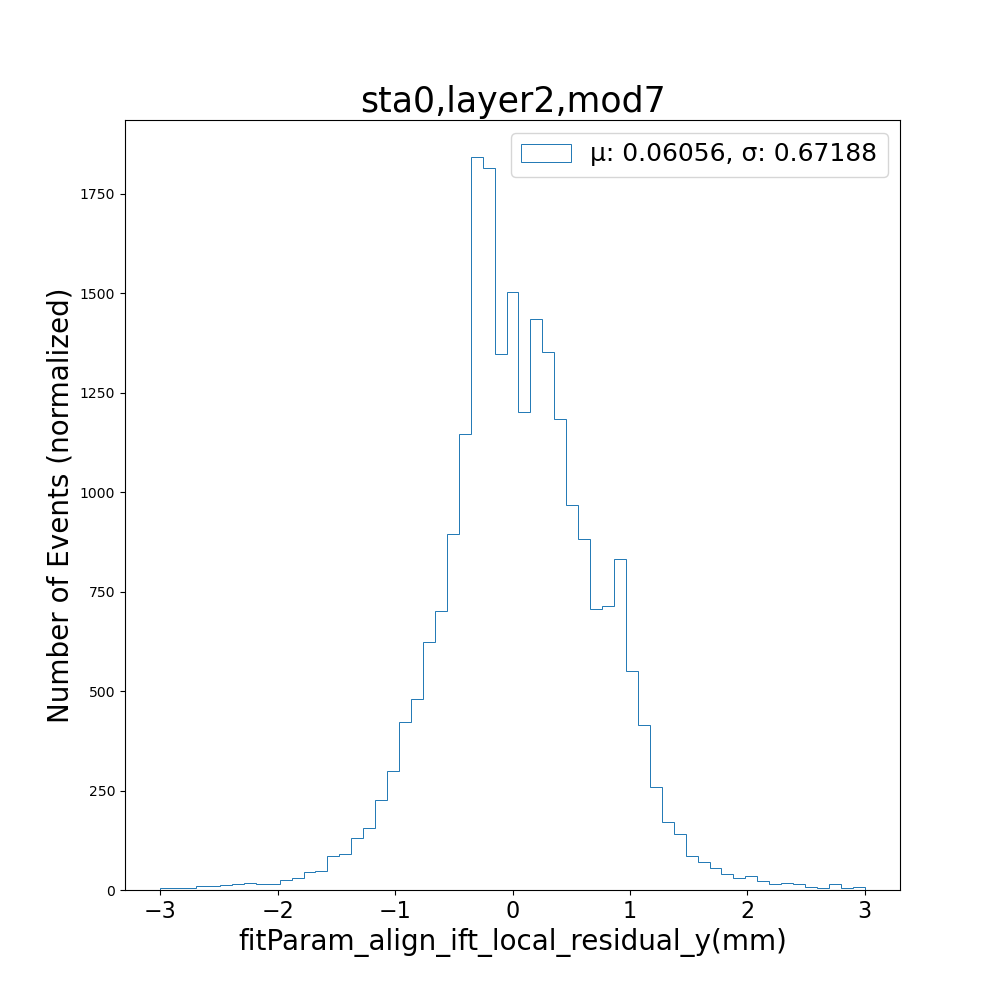 sta0,layer2,mod7
μ: 0.06056, σ: 0.67188
Number of Events (normalized)
1750
1500
1250
1000
750
500
250
0
−3 −2 −1 0 1 2 3
fitParam_align_ift_local_residual_y(mm)